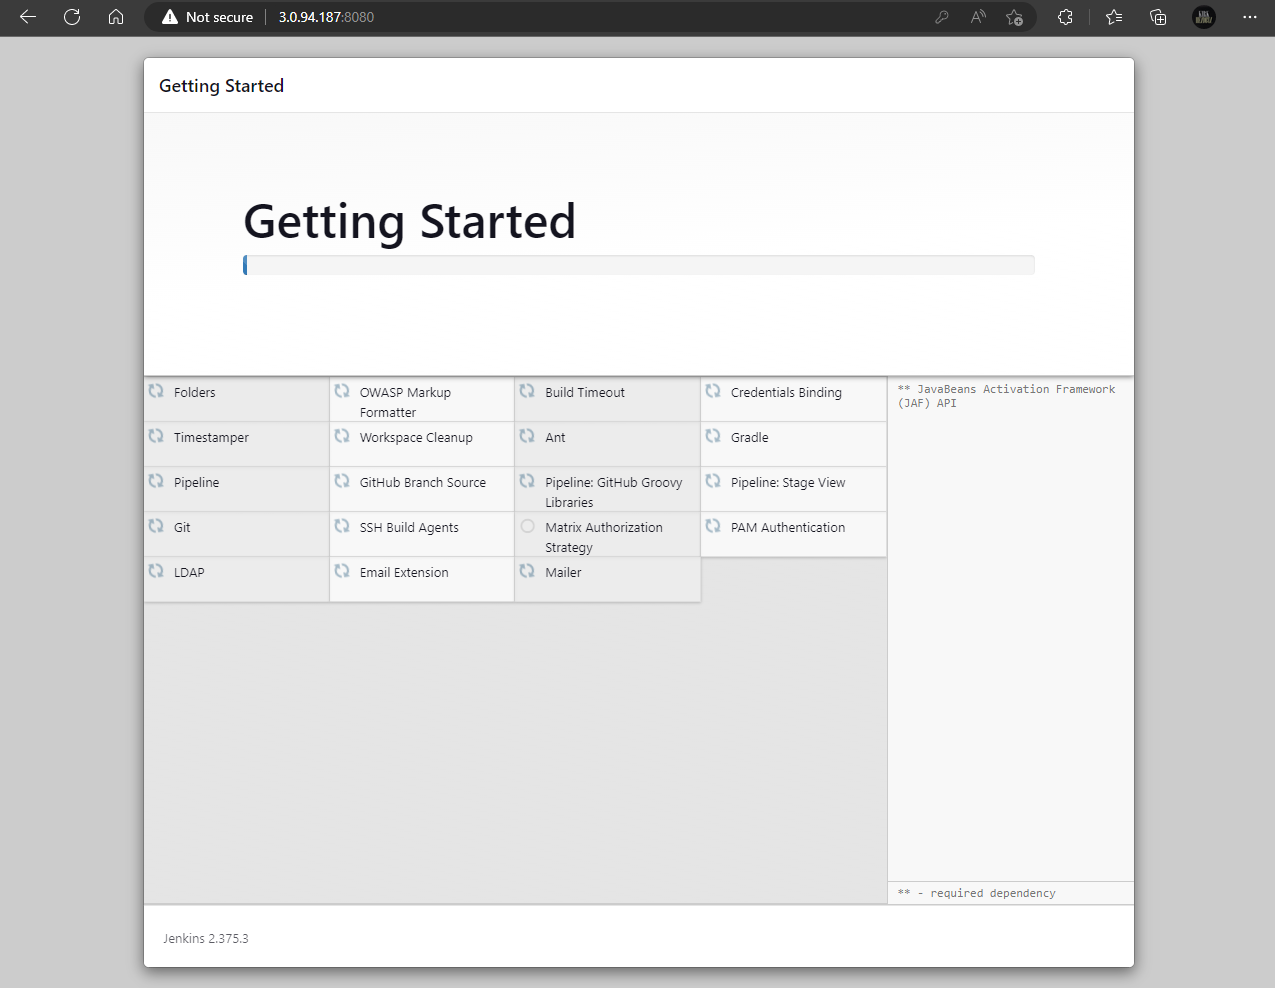 Not secure
3.0.94.187:8080
Getting Started
Getting Started
Folders
OWASP Markup
Formatter
Build Timeout
Credentials Binding
Timestamper
Workspace Cleanup
Ant
Gradle
Pipeline
GitHub Branch Source
Pipeline: GitHub Groovy
Libraries
Pipeline: Stage View
Git
SSH Build Agents
Matrix Authorization
Strategy
PAM Authentication
LDAP
Email Extension
Mailer
** JavaBeans Activation Framework
(JAF) API
** - required dependency
Jenkins 2.375.3